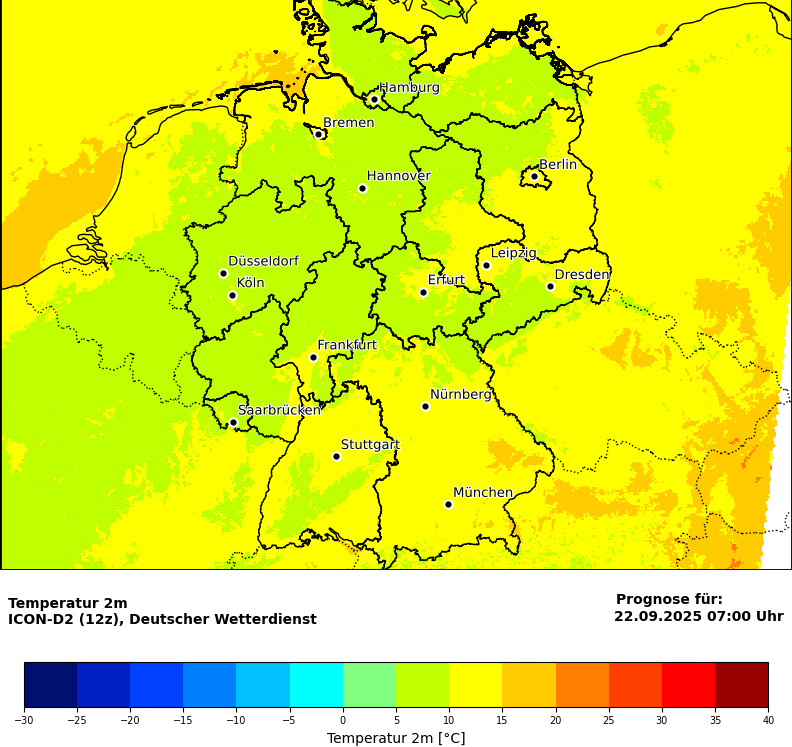 Hamburg
Bremen
Berlin
Hannover
Leipzig
Düsseldorf
Dresden
Köln
Erfurt
Frankfurt
Nürnberg
Saarbrücken
Stuttgart
München
Temperatur 2m
ICON-D2 (12z), Deutscher Wetterdienst
Prognose für:
22.09.2025 07:00 Uhr
−30 −25 −20 −15 −10 −5 0 5 10 15 20 25 30 35 40
Temperatur 2m [°C]